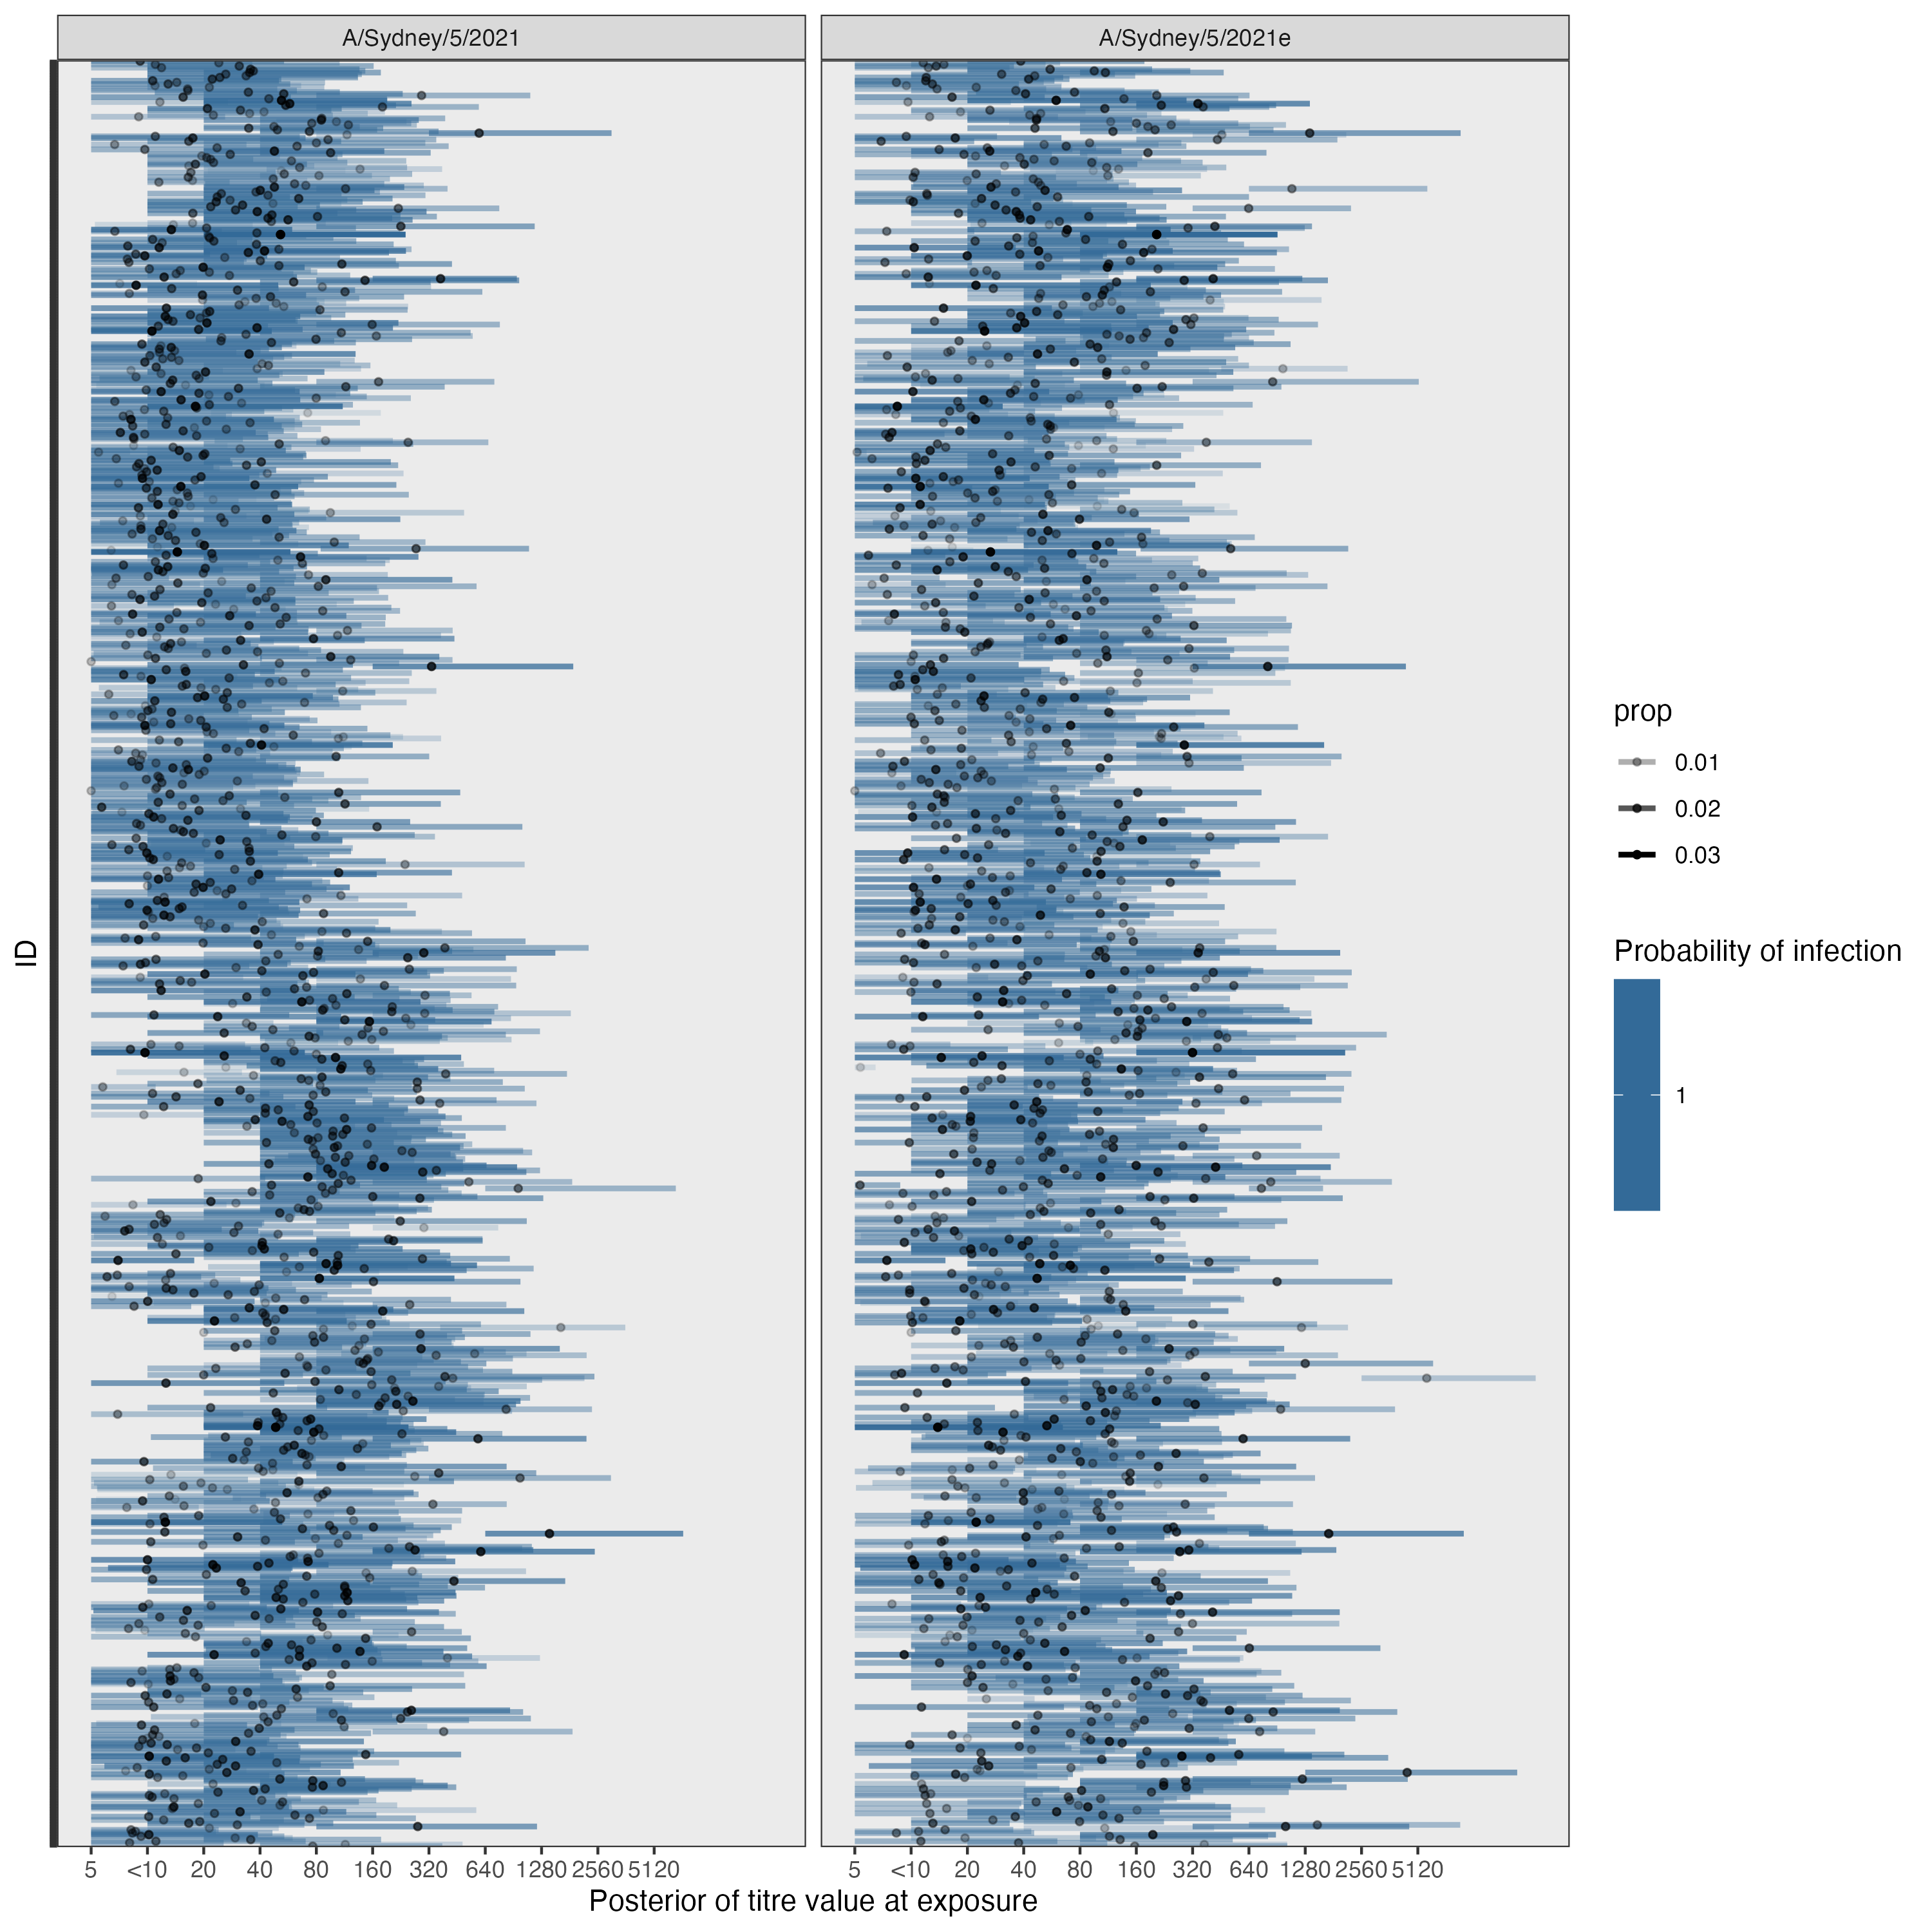 A/Sydney/5/2021
A/Sydney/5/2021e
ID
5 <10 20 40 80 160 320 640 1280 2560 5120
5 <10 20 40 80 160 320 640 1280 2560 5120
Posterior of titre value at exposure
prop
0.01
0.02
0.03
Probability of infection
1